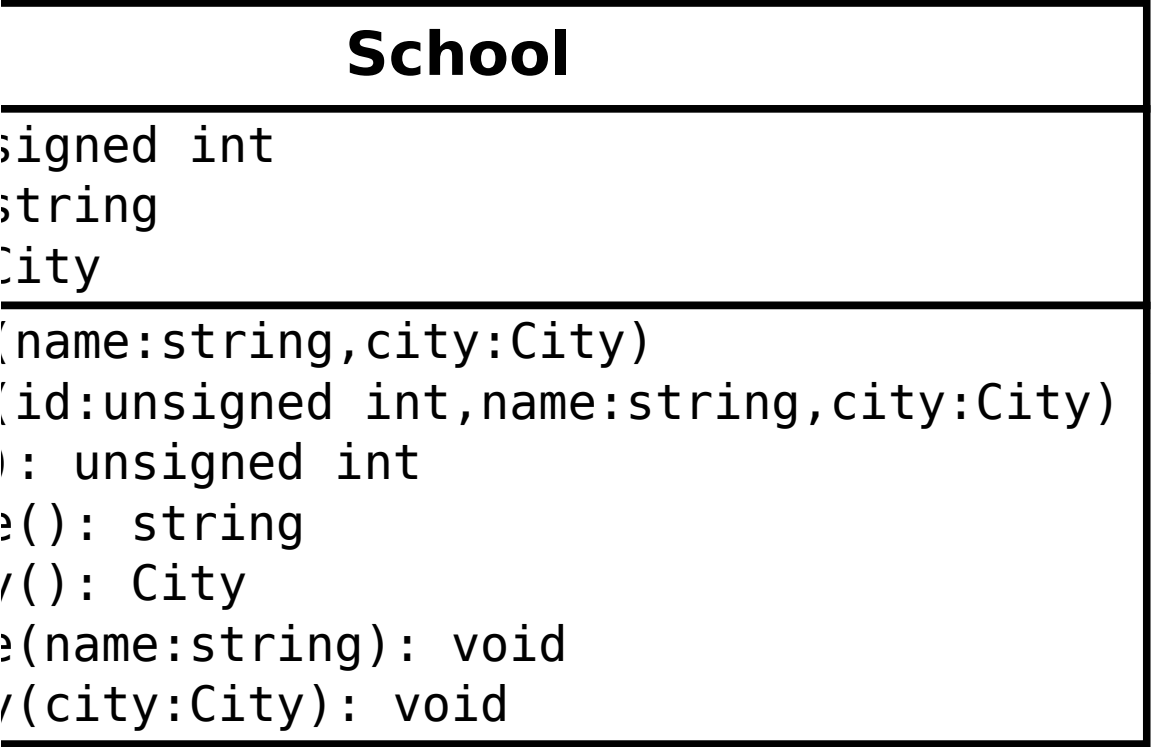 School
signed int
string
City
(name:string,city:City)
(id:unsigned int,name:string,city:City)
): unsigned int
e(): string
y(): City
e(name:string): void
y(city:City): void